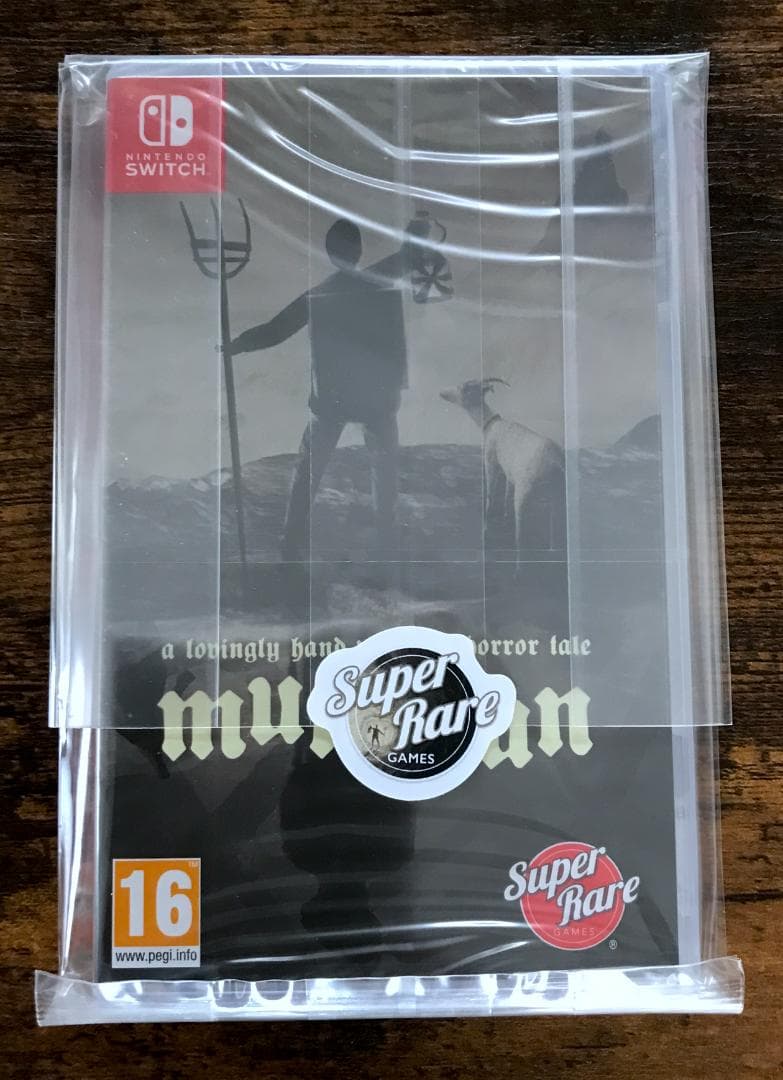 NINTENDO
SWITCH
a lovingly hand horror tale
Super
Rare
GAMES
16
www.pegi.info
Super
Rare
GAMES
®